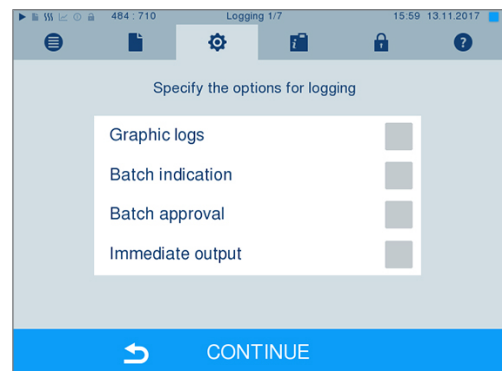 484 : 710 Logging 1/7 15:59 13.11.2017
Specify the options for logging
Graphic logs
Batch indication
Batch approval
Immediate output
CONTINUE